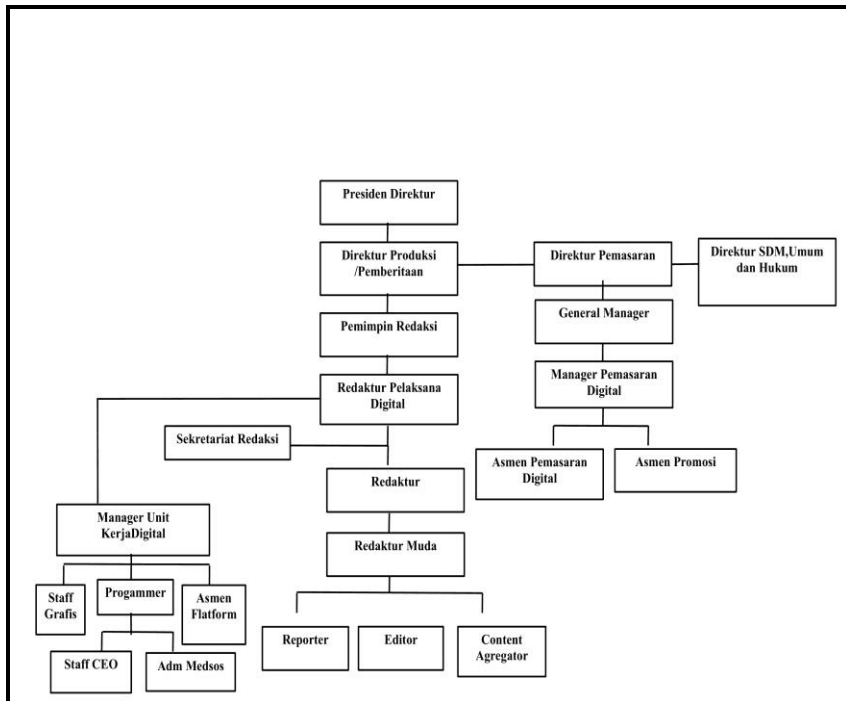 Presiden Direktur
Direktur Produksi
/Pemberitaan
Direktur Pemasaran
Direktur SDM,Umum
dan Hukum
Pemimpin Redaksi
General Manager
Redaktur Pelaksana
Digital
Manager Pemasaran
Digital
Sekretariat Redaksi
Asmen Pemasaran
Digital
Asmen Promosi
Redaktur
Manager Unit
KerjaDigital
Redaktur Muda
Staff
Grafis
Progammer
Asmen
Flatform
Reporter
Editor
Content
Agregator
Staff CEO
Adm Medsos